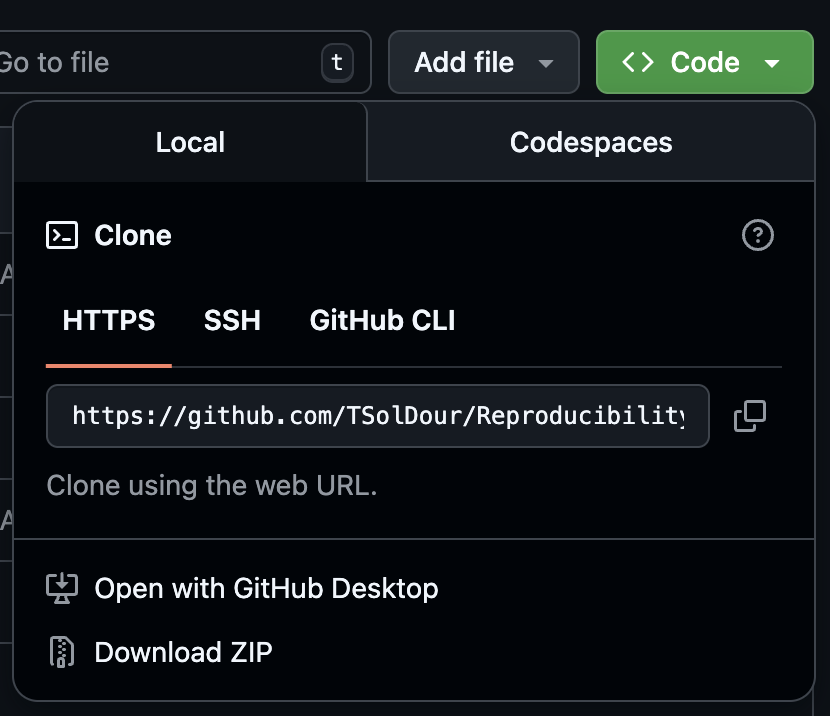 Go to file t Add file Code
Local Codespaces
Clone
HTTPS SSH GitHub CLI
https://github.com/TSolDour/Reproducibility
Clone using the web URL.
Open with GitHub Desktop
Download ZIP